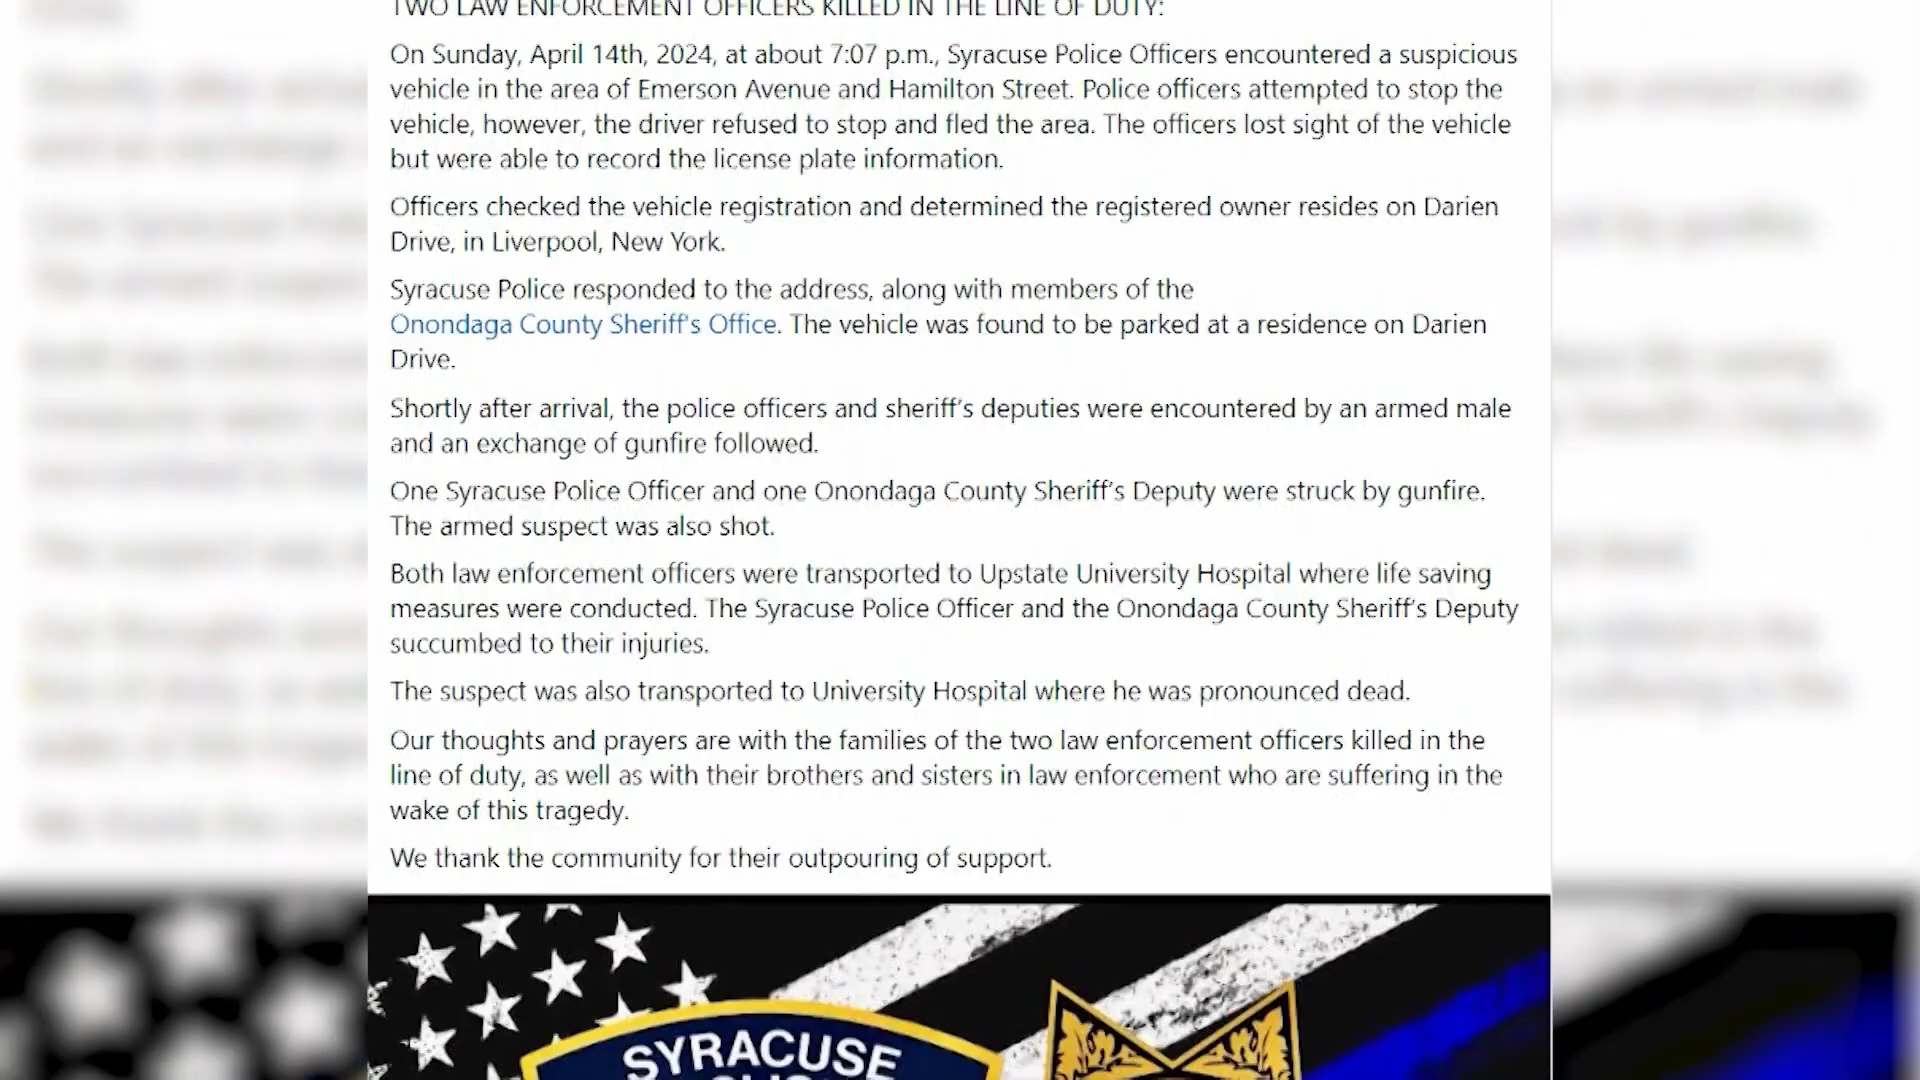 TWO LAW ENFORCEMENT OFFICERS KILLED IN THE LINE OF DUTY:
On Sunday, April 14th, 2024, at about 7:07 p.m., Syracuse Police Officers encountered a suspicious
vehicle in the area of Emerson Avenue and Hamilton Street. Police officers attempted to stop the
vehicle, however, the driver refused to stop and fled the area. The officers lost sight of the vehicle
but were able to record the license plate information.
Officers checked the vehicle registration and determined the registered owner resides on Darien
Drive, in Liverpool, New York.
Syracuse Police responded to the address, along with members of the
Onondaga County Sheriff's Office. The vehicle was found to be parked at a residence on Darien
Drive.
Shortly after arrival, the police officers and sheriff's deputies were encountered by an armed male
and an exchange of gunfire followed.
One Syracuse Police Officer and one Onondaga County Sheriff's Deputy were struck by gunfire.
The armed suspect was also shot.
Both law enforcement officers were transported to Upstate University Hospital where life saving
measures were conducted. The Syracuse Police Officer and the Onondaga County Sheriff's Deputy
succumbed to their injuries.
The suspect was also transported to University Hospital where he was pronounced dead.
Our thoughts and prayers are with the families of the two law enforcement officers killed in the
line of duty, as well as with their brothers and sisters in law enforcement who are suffering in the
wake of this tragedy.
We thank the community for their outpouring of support.
SYRACUSE